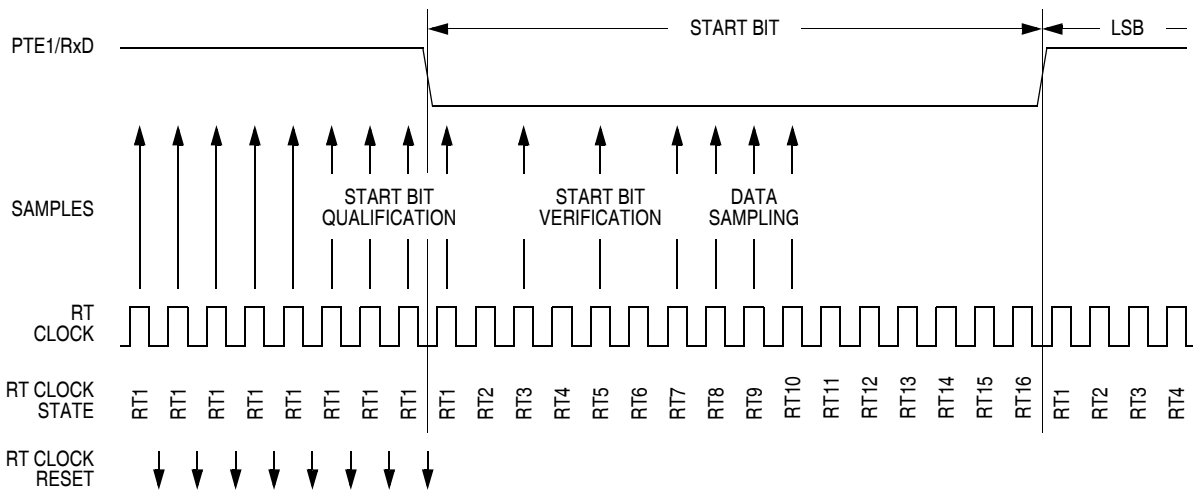 START BIT
LSB
PTE1/RxD
SAMPLES
START BIT
QUALIFICATION
START BIT
VERIFICATION
DATA
SAMPLING
RT
CLOCK
RT CLOCK
STATE
RT1 RT1 RT1 RT1 RT1 RT1 RT1 RT1 RT1 RT2 RT3 RT4 RT5 RT6 RT7 RT8 RT9 RT10 RT11 RT12 RT13 RT14 RT15 RT16 RT1 RT2 RT3 RT4
RT CLOCK
RESET